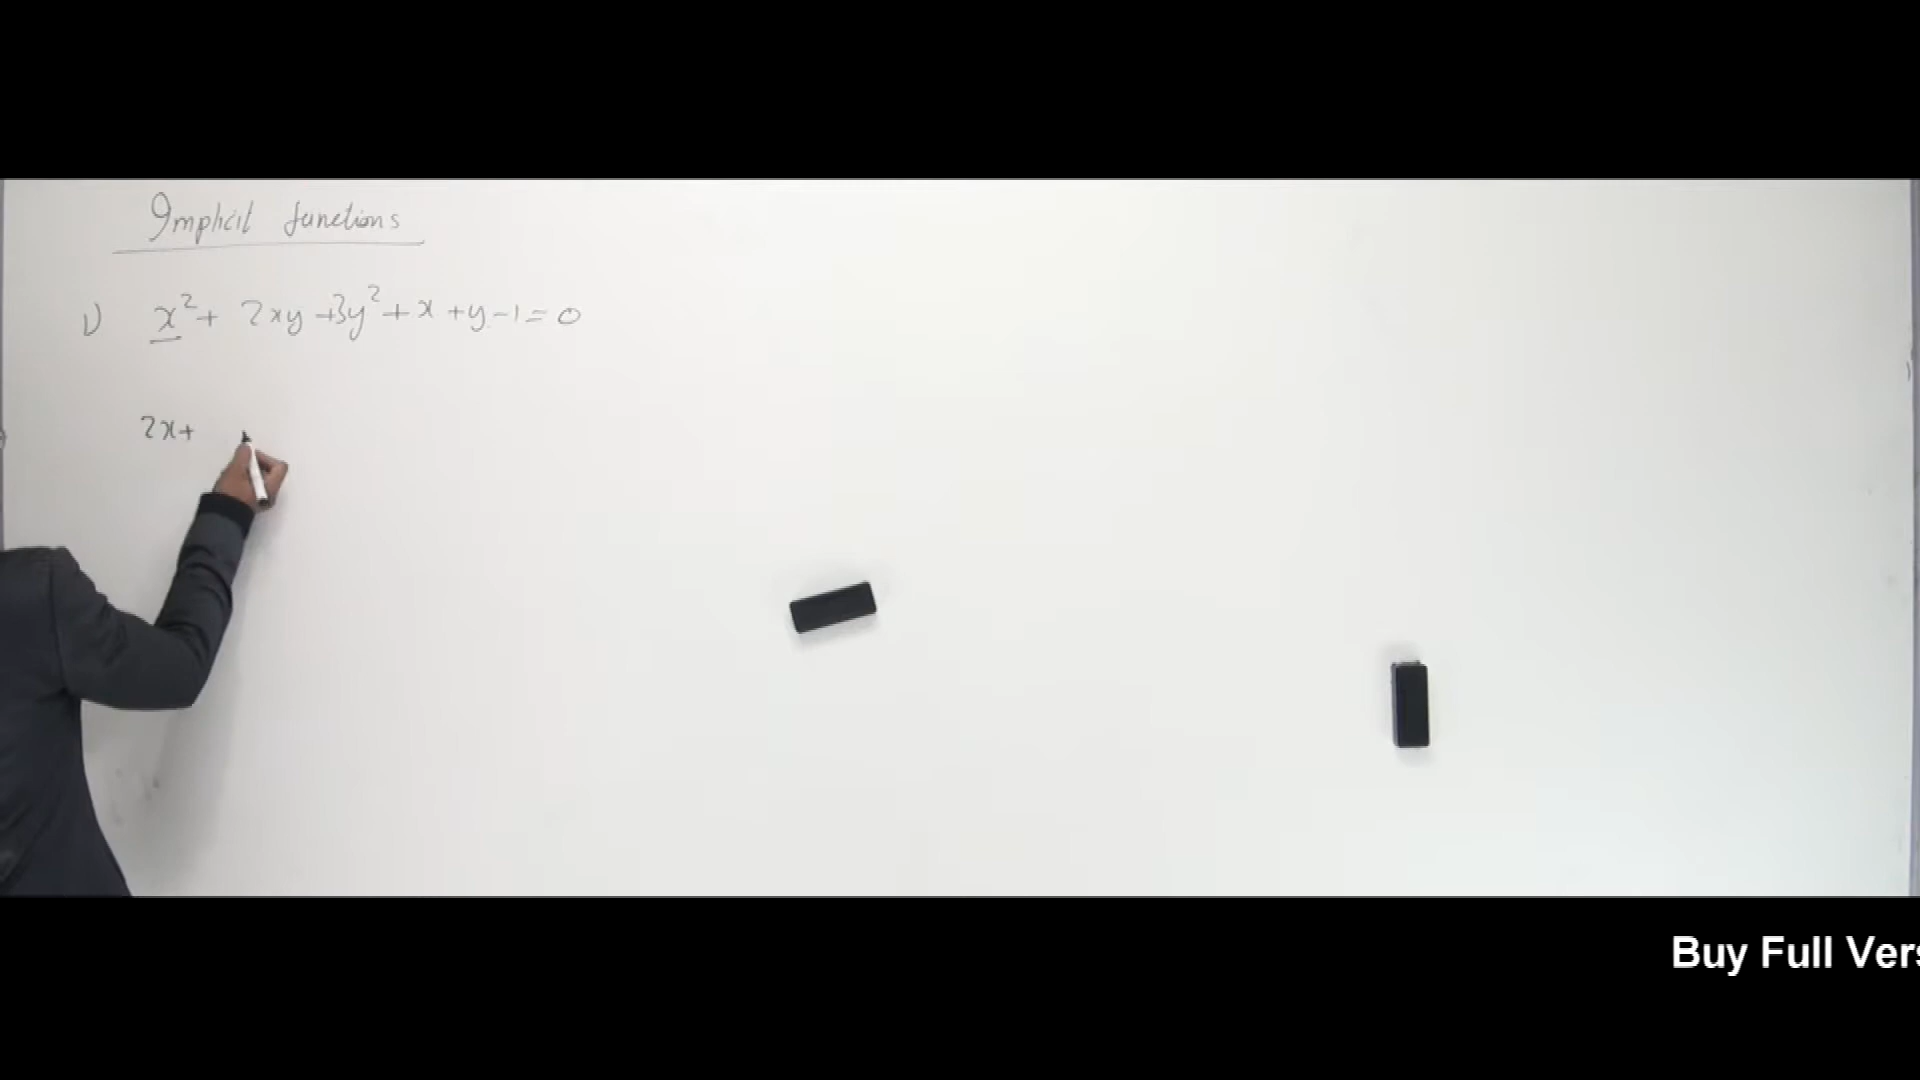 Implicit functions
1) x² + 2xy + 3y² + x + y - 1 = 0
2x+
Buy Full Vers